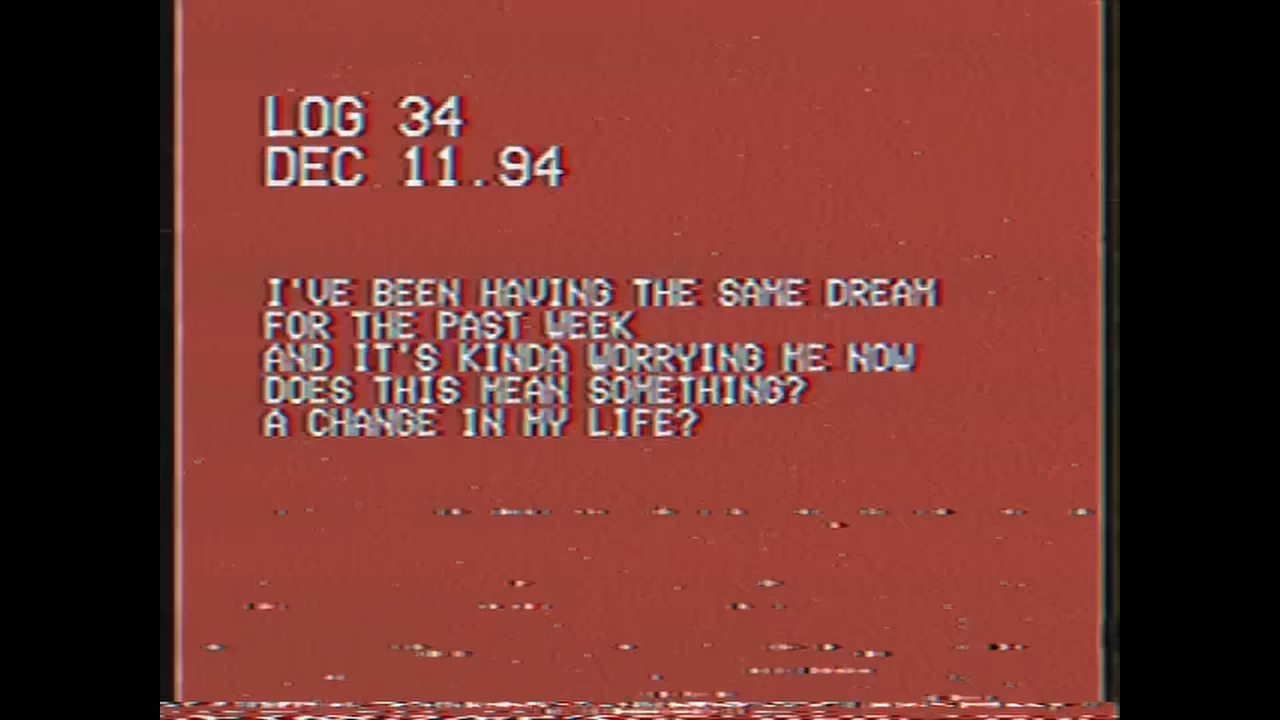 LOG 34
DEC 11.94
I'VE BEEN HAVING THE SAME DREAM
FOR THE PAST WEEK
AND IT'S KINDA WORRYING ME NOW
DOES THIS MEAN SOMETHING?
A CHANGE IN MY LIFE?